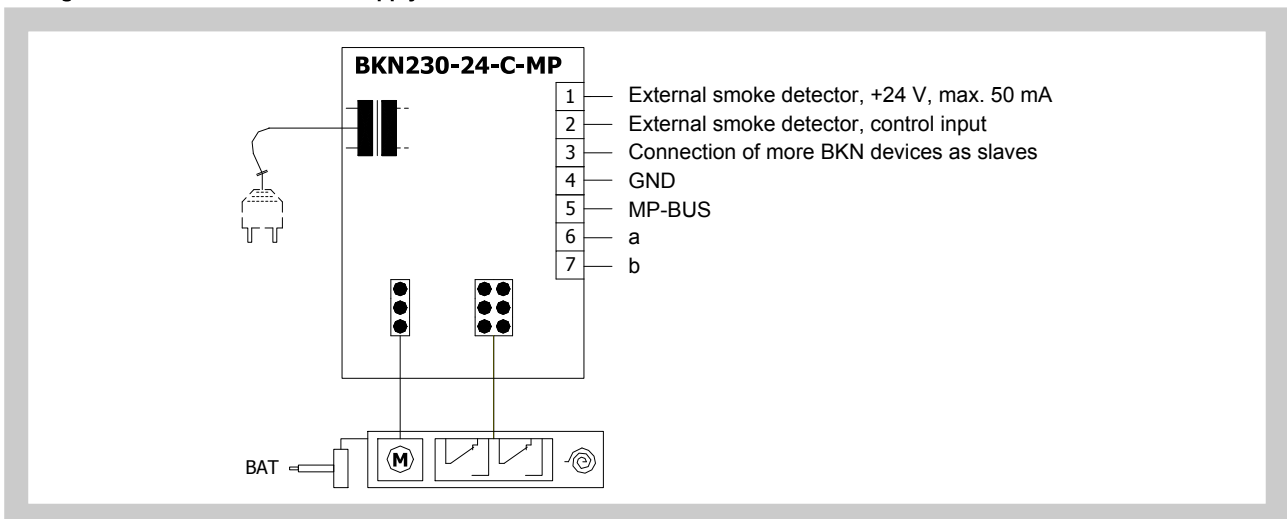 BKN230-24-C-MP
1 External smoke detector, +24 V, max. 50 mA
2 External smoke detector, control input
3 Connection of more BKN devices as slaves
4 GND
5 MP-BUS
6 a
7 b
BAT
M